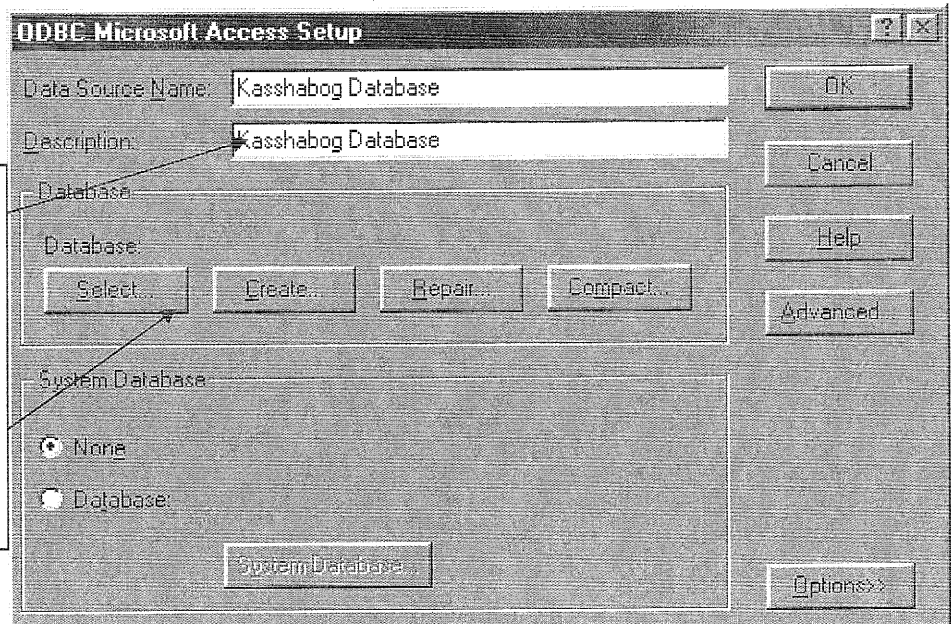 ODBC Microsoft Access Setup
Data Source Name: Kasshabog Database
OK
Description: Kasshabog Database
Cancel
Database
Database:
Help
Select... Create... Repair... Compact...
Advanced...
System Database
None
Database:
System Database...
Options>>